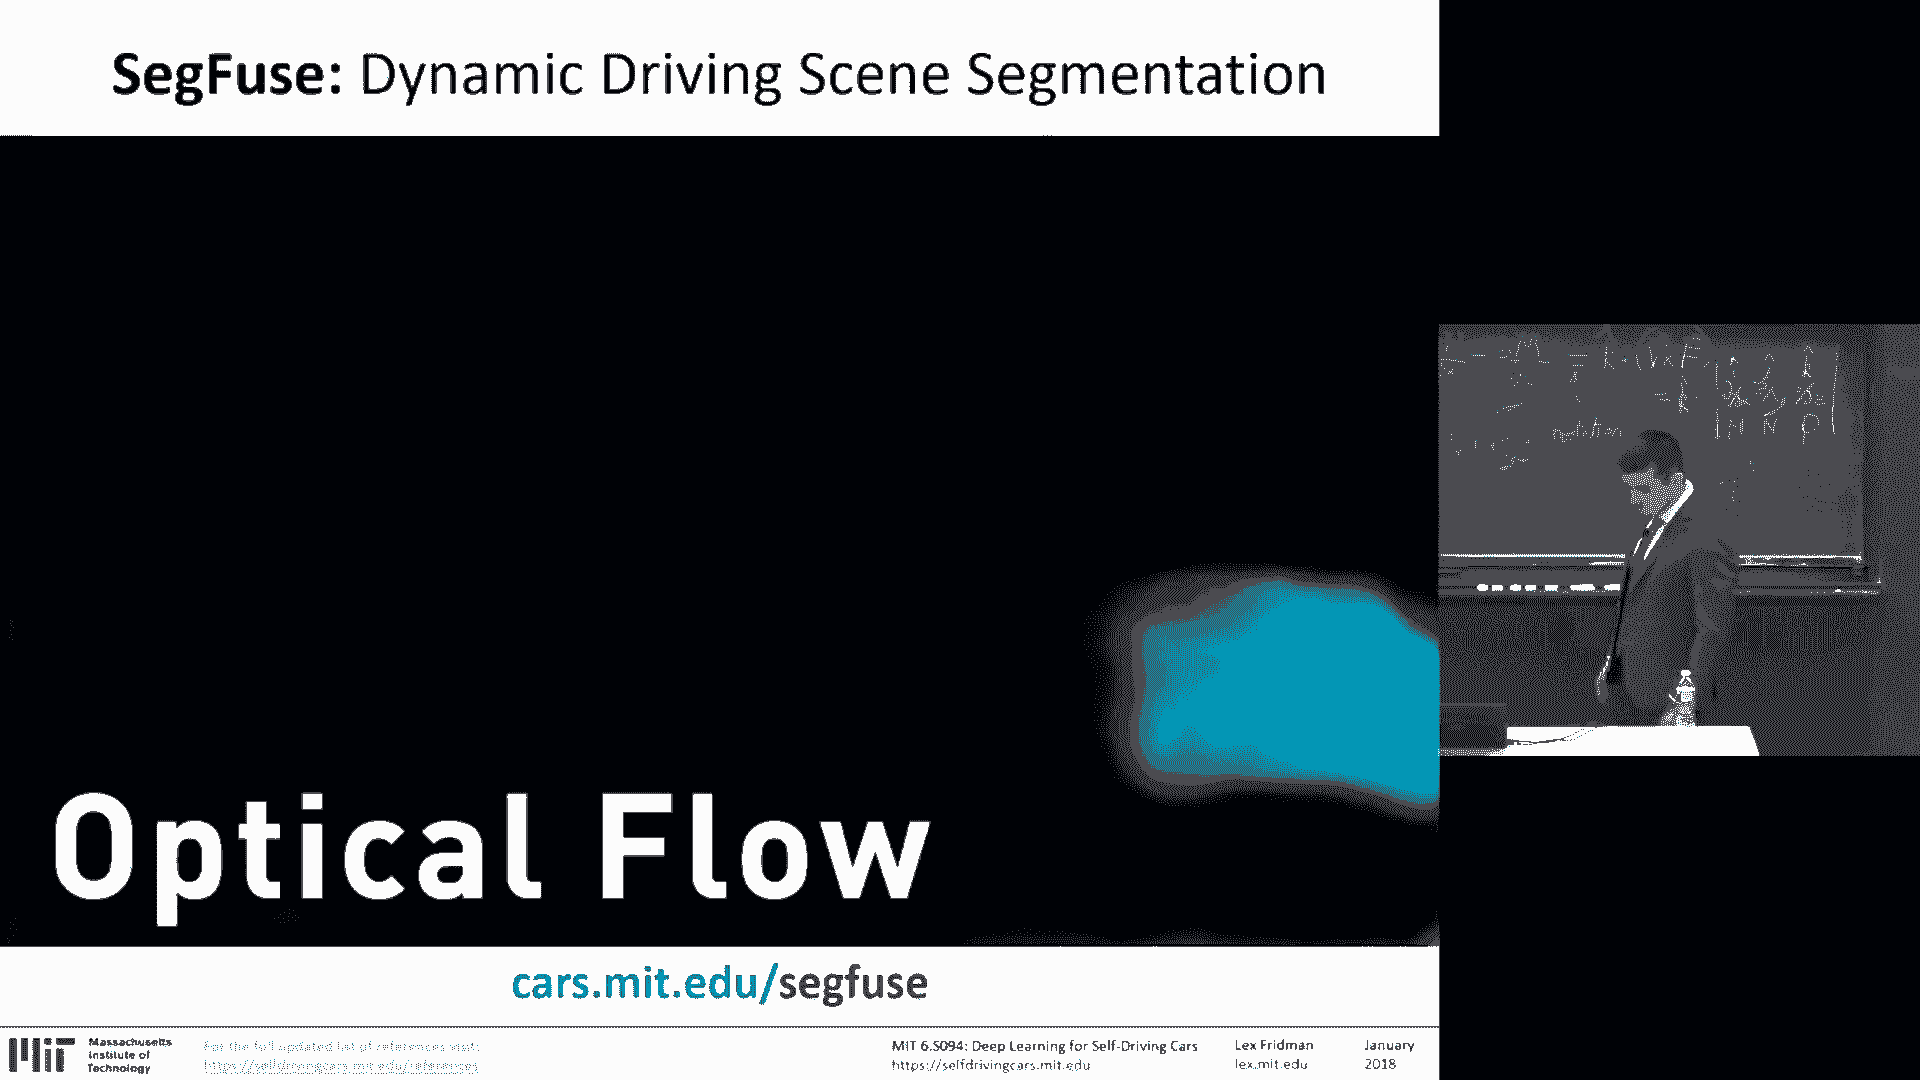 SegFuse: Dynamic Driving Scene Segmentation
Optical Flow
cars.mit.edu/segfuse
Massachusetts
Institute of
Technology
For the full updated list of references visit:
https://selfdrivingcars.mit.edu/references
MIT 6.S094: Deep Learning for Self-Driving Cars
https://selfdrivingcars.mit.edu
Lex Fridman
lex.mit.edu
January
2018